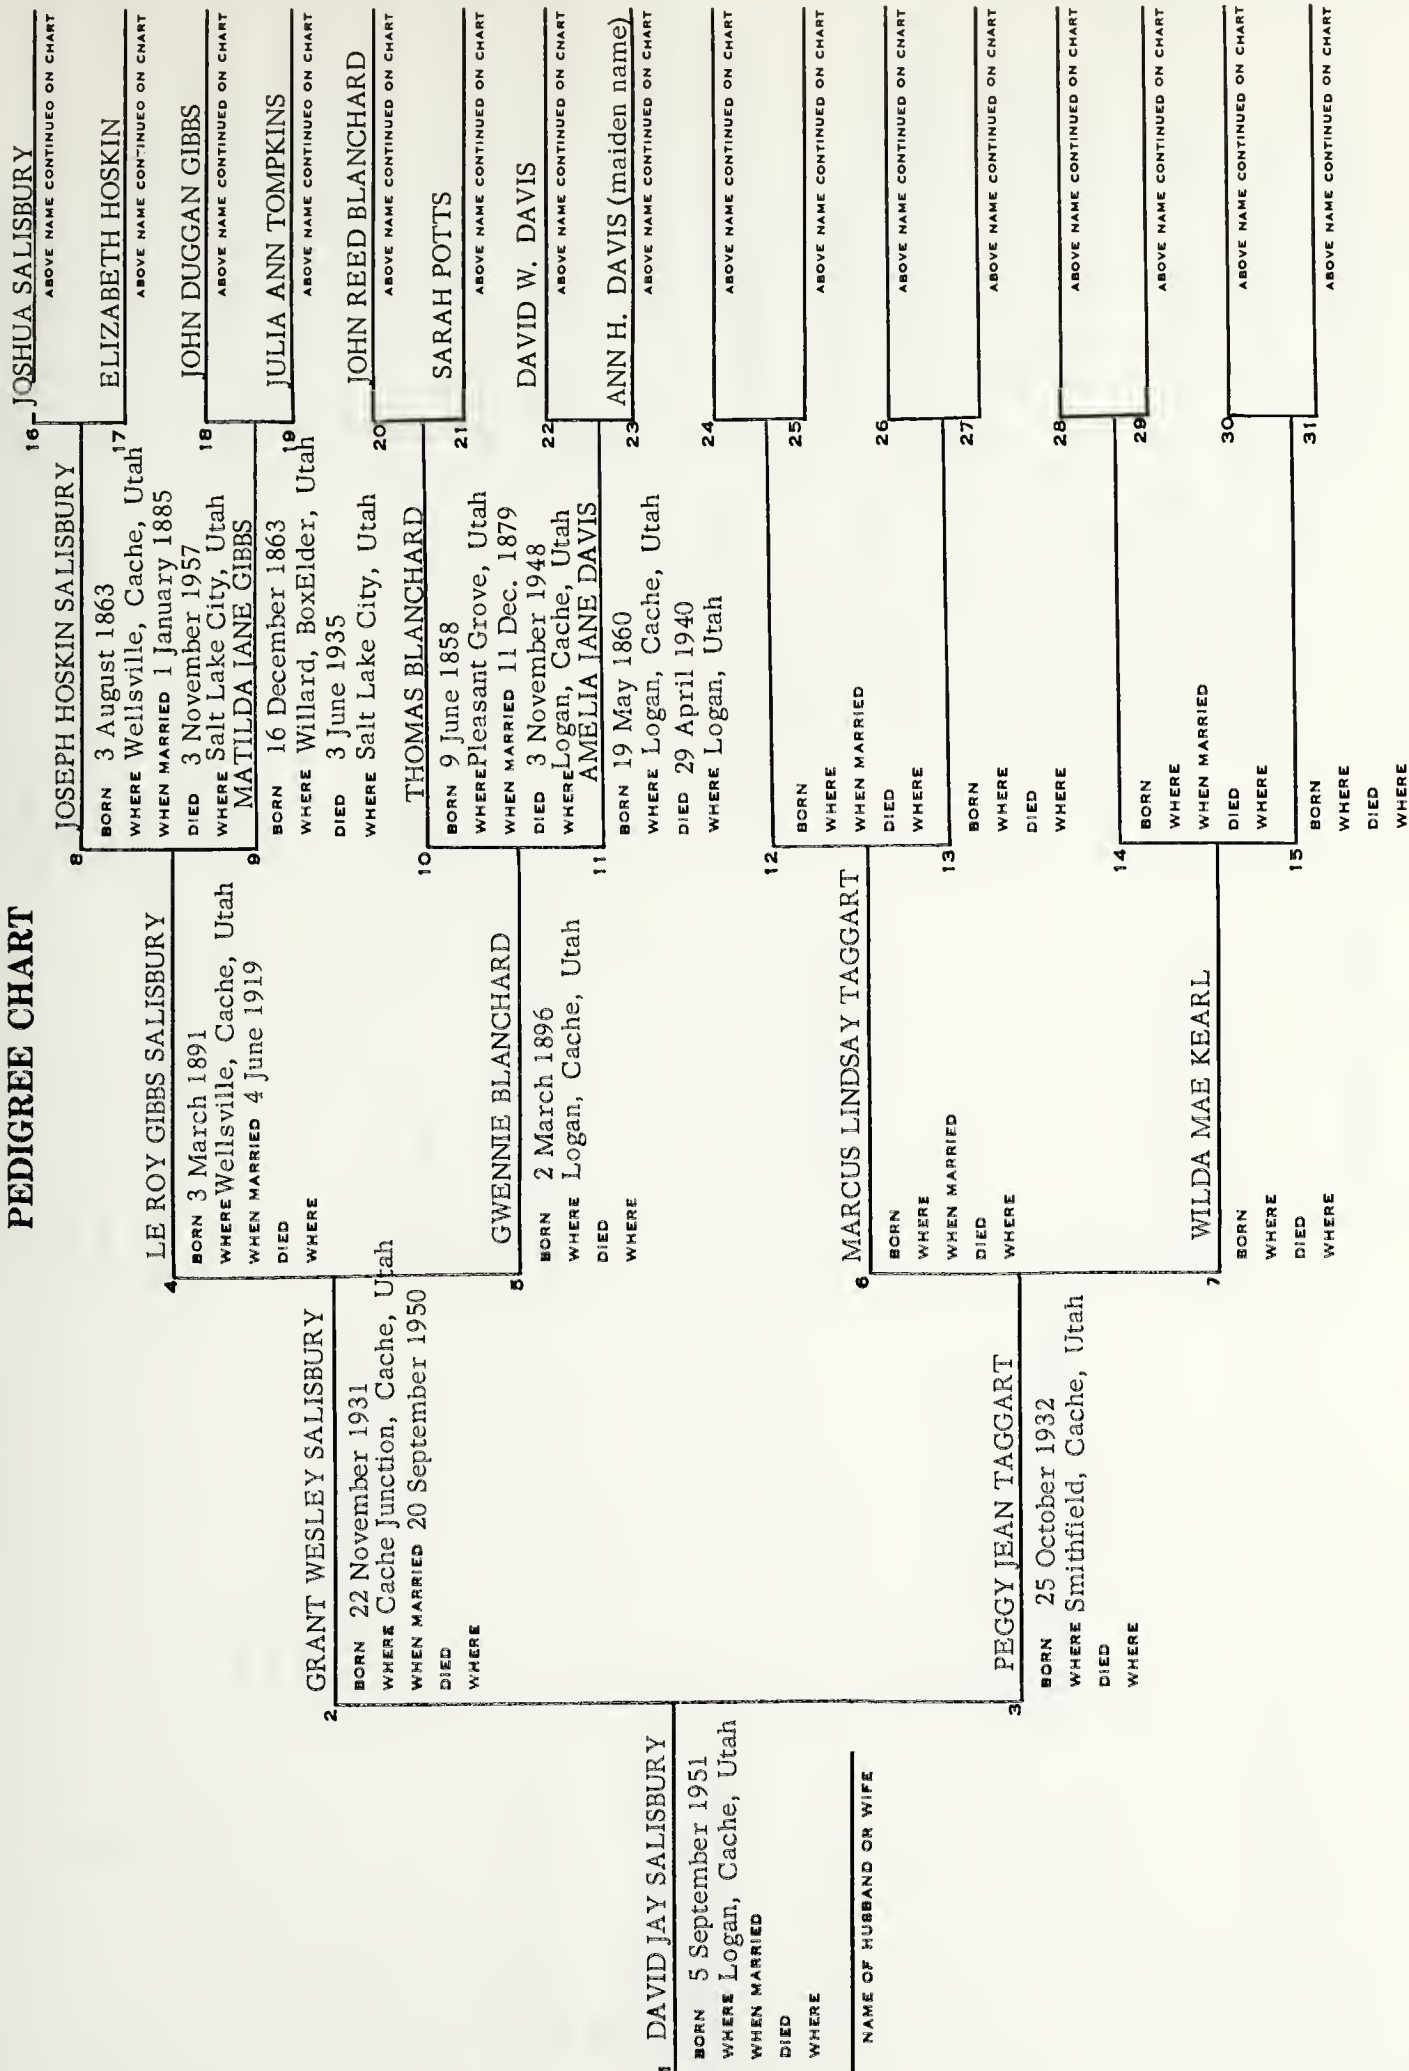 PEDIGREE CHART
DAVID JAY SALISBURY
BORN 5 September 1951
WHERE Logan, Cache, Utah
WHEN MARRIED
DIED
WHERE
NAME OF HUSBAND OR WIFE
2
GRANT WESLEY SALISBURY
BORN 22 November 1931
WHERE Cache Junction, Cache, Utah
WHEN MARRIED 20 September 1950
DIED
WHERE
3
PEGGY JEAN TAGGART
BORN 25 October 1932
WHERE Smithfield, Cache, Utah
DIED
WHERE
4
LE ROY GIBBS SALISBURY
BORN 3 March 1891
WHERE Wellsville, Cache, Utah
WHEN MARRIED 4 June 1919
DIED
WHERE
5
GWENNIE BLANCHARD
BORN 2 March 1896
WHERE Logan, Cache, Utah
DIED
WHERE
6
MARCUS LINDSAY TAGGART
BORN
WHERE
WHEN MARRIED
DIED
WHERE
7
WILDA MAE KEARL
BORN
WHERE
DIED
WHERE
8
JOSEPH HOSKIN SALISBURY
BORN 3 August 1863
WHERE Wellsville, Cache, Utah
WHEN MARRIED 1 January 1885
DIED 3 November 1957
WHERE Salt Lake City, Utah
9
MATILDA JANE GIBBS
BORN 16 December 1863
WHERE Willard, BoxElder, Utah
DIED 3 June 1935
WHERE Salt Lake City, Utah
10
THOMAS BLANCHARD
BORN 9 June 1858
WHERE Pleasant Grove, Utah
WHEN MARRIED 11 Dec. 1879
DIED 3 November 1948
WHERE Logan, Cache, Utah
11
AMELIA JANE DAVIS
BORN 19 May 1860
WHERE Logan, Cache, Utah
DIED 29 April 1940
WHERE Logan, Utah
12
BORN
WHERE
WHEN MARRIED
DIED
WHERE
13
BORN
WHERE
DIED
WHERE
14
BORN
WHERE
WHEN MARRIED
DIED
WHERE
15
BORN
WHERE
DIED
WHERE
16 JOSHUA SALISBURY
ABOVE NAME CONTINUED ON CHART
ELIZABETH HOSKIN
17 ABOVE NAME CONTINUED ON CHART
18 JOHN DUGGAN GIBBS
ABOVE NAME CONTINUED ON CHART
JULIA ANN TOMPKINS
19 ABOVE NAME CONTINUED ON CHART
20 JOHN REED BLANCHARD
ABOVE NAME CONTINUED ON CHART
SARAH POTTS
21 ABOVE NAME CONTINUED ON CHART
22 DAVID W. DAVIS
ABOVE NAME CONTINUED ON CHART
ANN H. DAVIS (maiden name)
23 ABOVE NAME CONTINUED ON CHART
24
ABOVE NAME CONTINUED ON CHART
25
ABOVE NAME CONTINUED ON CHART
26
ABOVE NAME CONTINUED ON CHART
27
ABOVE NAME CONTINUED ON CHART
28
ABOVE NAME CONTINUED ON CHART
29
ABOVE NAME CONTINUED ON CHART
30
ABOVE NAME CONTINUED ON CHART
31
ABOVE NAME CONTINUED ON CHART